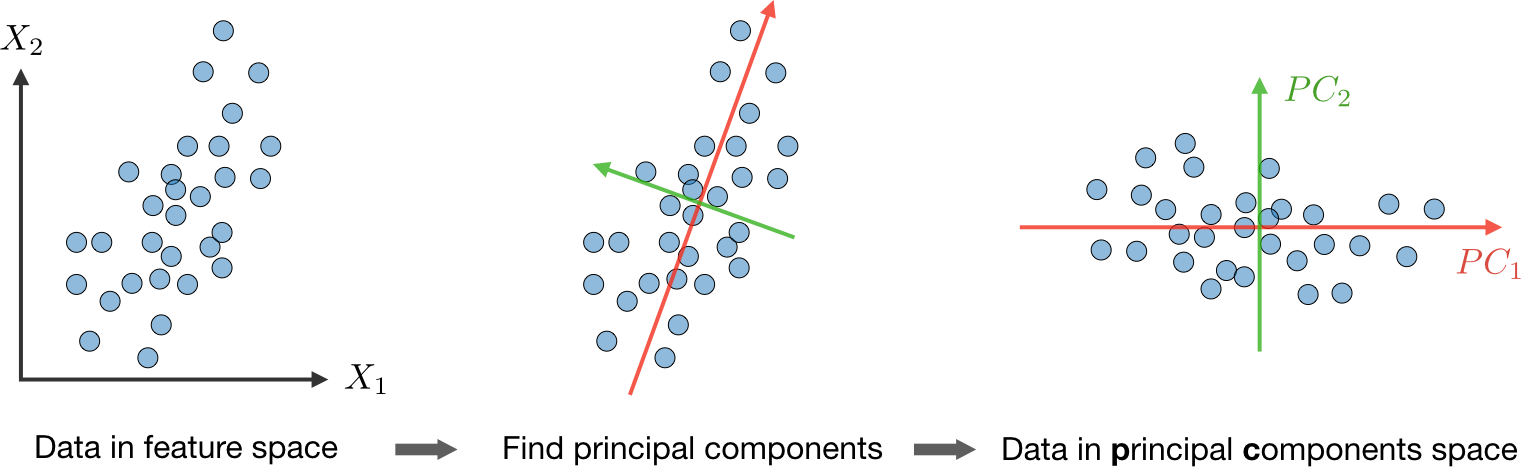 X₂
X₁
PC₂
PC₁
Data in feature space
Find principal components
Data in principal components space